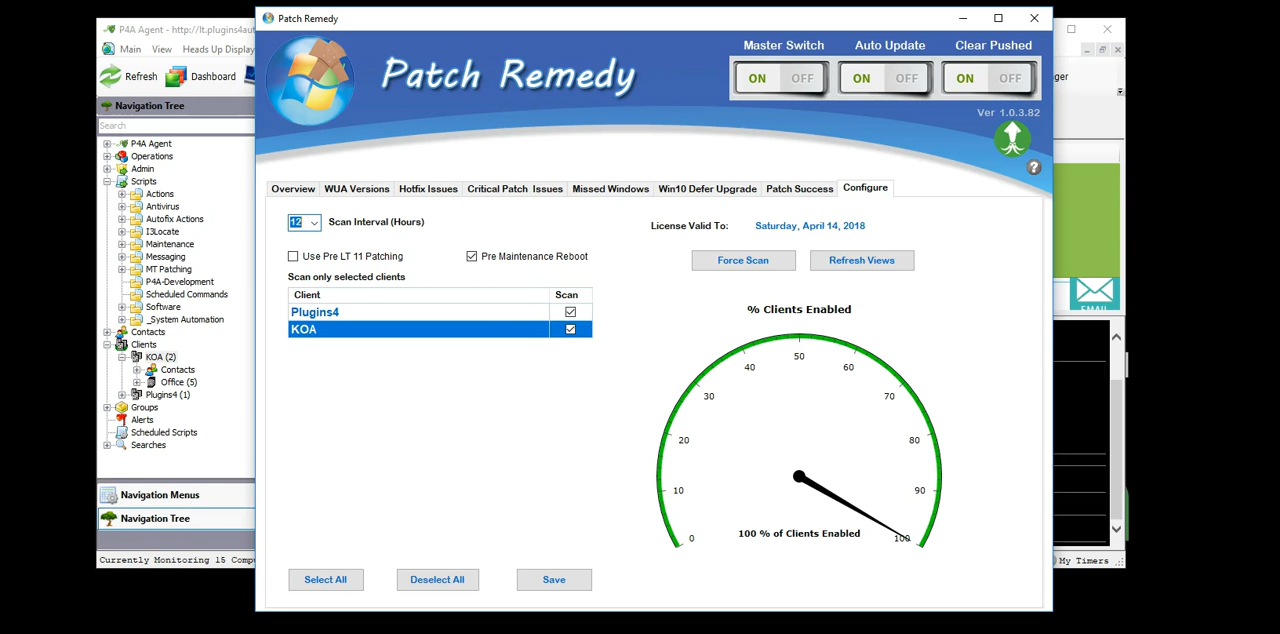 P4A Agent - http://lt.plugins4aut
Main View Heads Up Display
Refresh Dashboard
Navigation Tree
Search
P4A Agent
Operations
Admin
Scripts
Actions
Antivirus
Autofix Actions
I3Locate
Maintenance
Messaging
MT Patching
P4A-Development
Scheduled Commands
Software
_System Automation
Contacts
Clients
KOA (2)
Contacts
Office (5)
Plugins4 (1)
Groups
Alerts
Scheduled Scripts
Searches
Navigation Menus
Navigation Tree
Currently Monitoring 15 Compu
Patch Remedy
Patch Remedy
Master Switch Auto Update Clear Pushed
ON OFF ON OFF ON OFF
Ver 1.0.3.82
?
Overview WUA Versions Hotfix Issues Critical Patch Issues Missed Windows Win10 Defer Upgrade Patch Success Configure
12 Scan Interval (Hours)
License Valid To: Saturday, April 14, 2018
Use Pre LT 11 Patching Pre Maintenance Reboot
Force Scan Refresh Views
Scan only selected clients
Client Scan
Plugins4
KOA
% Clients Enabled
0
10
20
30
40
50
60
70
80
90
100
100 % of Clients Enabled
Select All Deselect All Save
ger
EMAIL
My Timers